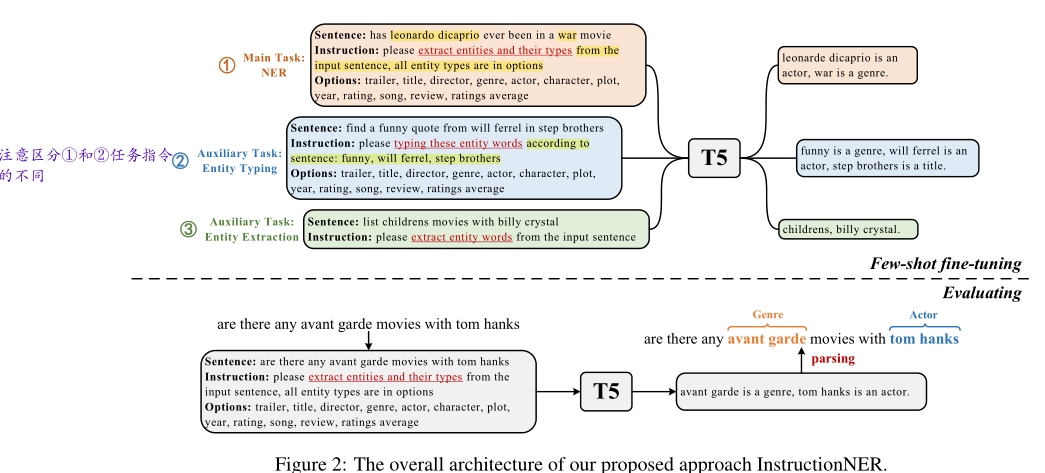 ① Main Task:
NER
Sentence: has leonardo dicaprio ever been in a war movie
Instruction: please extract entities and their types from the
input sentence, all entity types are in options
Options: trailer, title, director, genre, actor, character, plot,
year, rating, song, review, ratings average
leonarde dicaprio is an
actor, war is a genre.
注意区分①和②任务指令
的不同
② Auxiliary Task:
Entity Typing
Sentence: find a funny quote from will ferrel in step brothers
Instruction: please typing these entity words according to
sentence: funny, will ferrel, step brothers
Options: trailer, title, director, genre, actor, character, plot,
year, rating, song, review, ratings average
T5
funny is a genre, will ferrel is an
actor, step brothers is a title.
③ Auxiliary Task:
Entity Extraction
Sentence: list childrens movies with billy crystal
Instruction: please extract entity words from the input sentence
childrens, billy crystal.
Few-shot fine-tuning
Evaluating
are there any avant garde movies with tom hanks
Sentence: are there any avant garde movies with tom hanks
Instruction: please extract entities and their types from the
input sentence, all entity types are in options
Options: trailer, title, director, genre, actor, character, plot,
year, rating, song, review, ratings average
T5
Genre Actor
are there any avant garde movies with tom hanks
parsing
avant garde is a genre, tom hanks is an actor.
Figure 2: The overall architecture of our proposed approach InstructionNER.